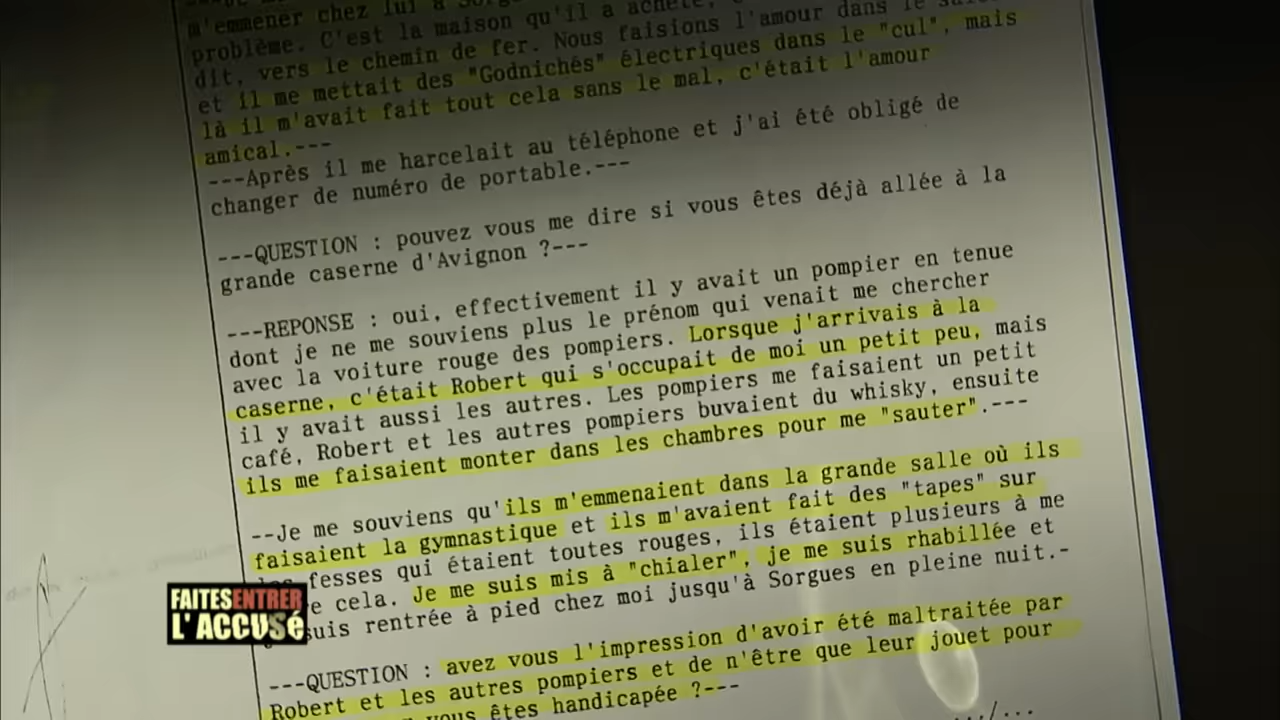 m'emmener chez lui à
problème. C'est la maison qu'il a acheté,
dit, vers le chemin de fer. Nous faisions l'amour dans le
et il me mettait des "Godnichés" électriques dans le "cul", mais
là il m'avait fait tout cela sans le mal, c'était l'amour
amical.---
---Après il me harcelait au téléphone et j'ai été obligé de
changer de numéro de portable.---
---QUESTION : pouvez vous me dire si vous êtes déjà allée à la
grande caserne d'Avignon ?---
---REPONSE : oui, effectivement il y avait un pompier en tenue
dont je ne me souviens plus le prénom qui venait me chercher
avec la voiture rouge des pompiers. Lorsque j'arrivais à la
caserne, c'était Robert qui s'occupait de moi un petit peu, mais
il y avait aussi les autres. Les pompiers me faisaient un petit
café, Robert et les autres pompiers buvaient du whisky, ensuite
ils me faisaient monter dans les chambres pour me "sauter".---
--Je me souviens qu'ils m'emmenaient dans la grande salle où ils
faisaient la gymnastique et ils m'avaient fait des "tapes" sur
fesses qui étaient toutes rouges, ils étaient plusieurs à me
cela. Je me suis mis à "chialer", je me suis rhabillée et
suis rentrée à pied chez moi jusqu'à Sorgues en pleine nuit.-
---QUESTION : avez vous l'impression d'avoir été maltraitée par
Robert et les autres pompiers et de n'être que leur jouet pour
vous êtes handicapée ?---
.../...
FAITES ENTRER
L'ACCUSÉ